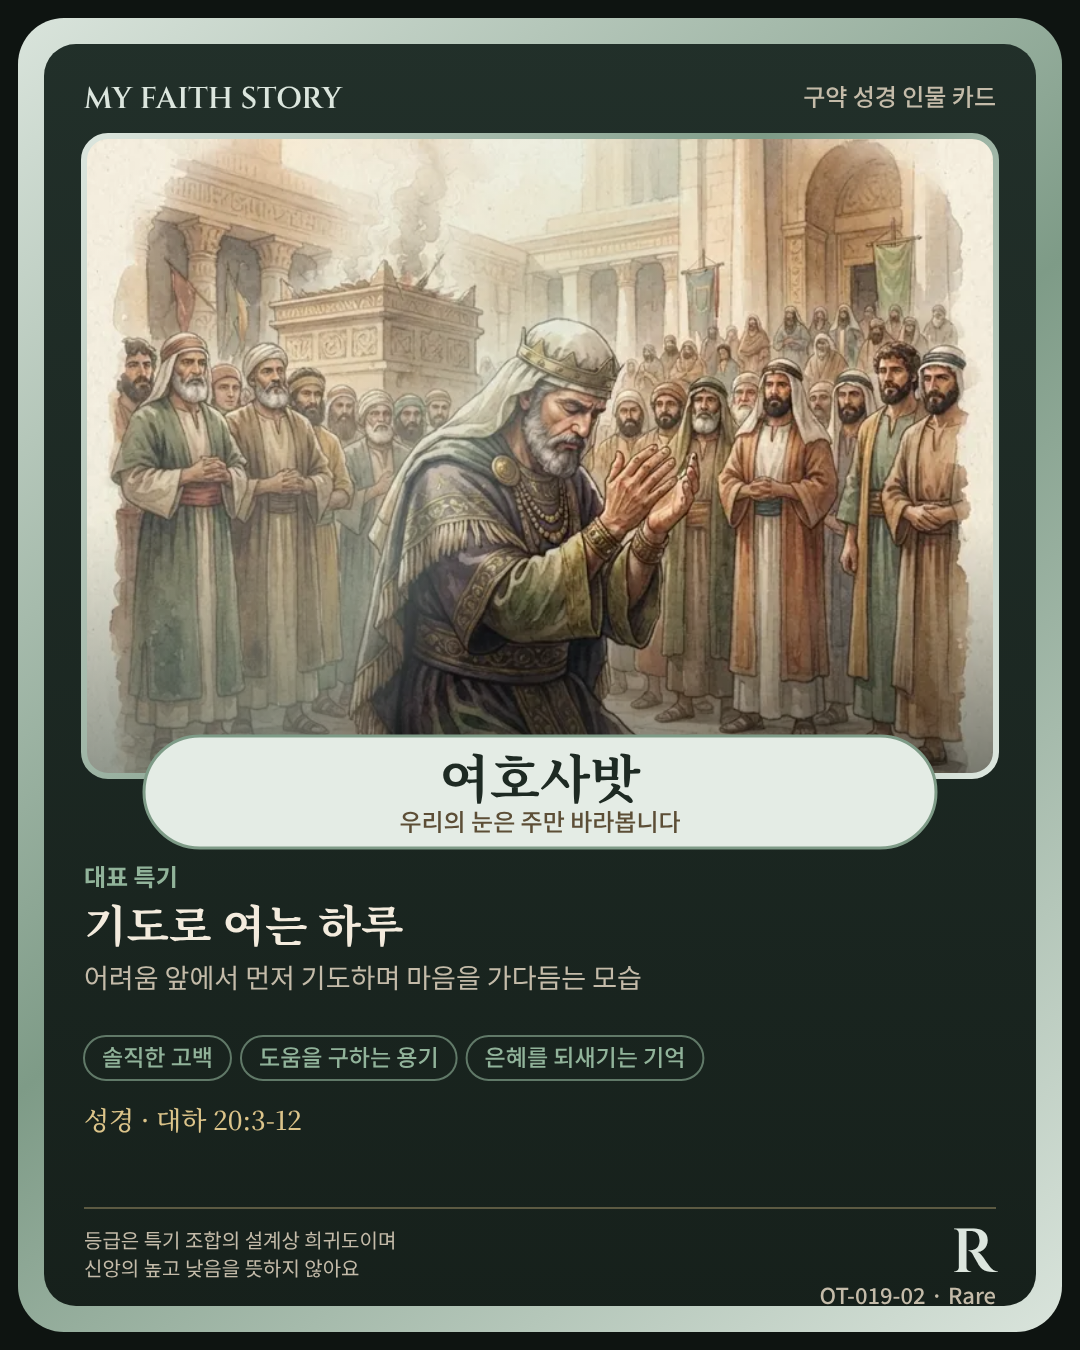 MY FAITH STORY
구약 성경 인물 카드
여호사밧
우리의 눈은 주만 바라봅니다
대표 특기
기도로 여는 하루
어려움 앞에서 먼저 기도하며 마음을 가다듬는 모습
솔직한 고백
도움을 구하는 용기
은혜를 되새기는 기억
성경 · 대하 20:3-12
등급은 특기 조합의 설계상 희귀도이며
신앙의 높고 낮음을 뜻하지 않아요
R
OT-019-02 · Rare